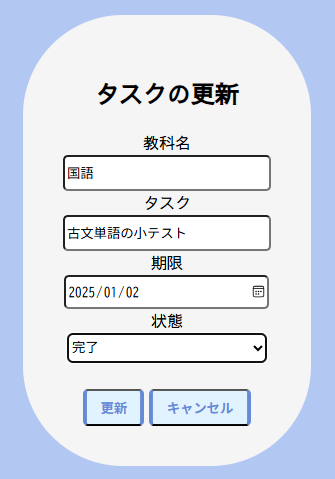 タスクの更新
教科名
国語
タスク
古文単語の小テスト
期限
2025/01/02
状態
完了
更新 キャンセル